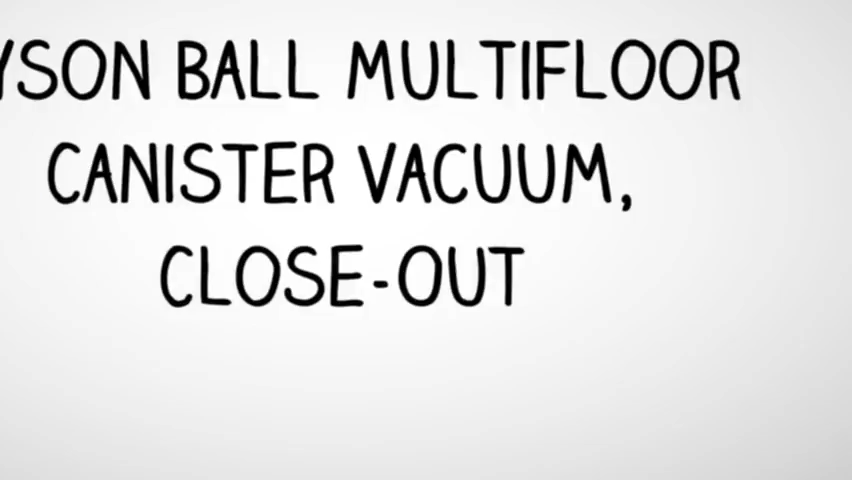 YSON BALL MULTIFLOOR
CANISTER VACUUM,
CLOSE-OUT